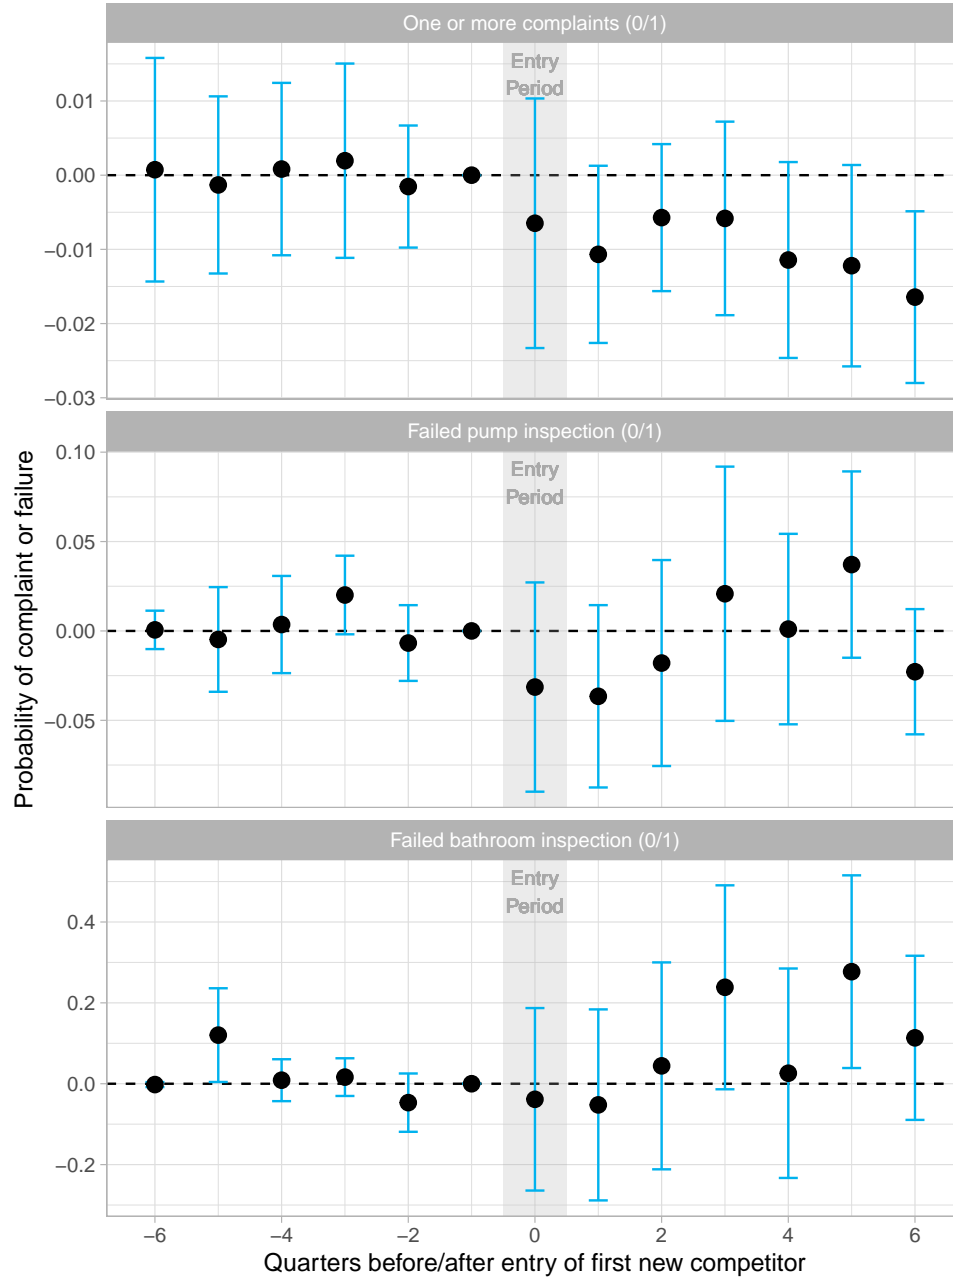 One or more complaints (0/1)
Entry
Period
0.01
0.00
−0.01
−0.02
−0.03
Failed pump inspection (0/1)
Entry
Period
0.10
0.05
0.00
−0.05
Failed bathroom inspection (0/1)
Entry
Period
0.4
0.2
0.0
−0.2
−6 −4 −2 0 2 4 6
Quarters before/after entry of first new competitor
Probability of complaint or failure